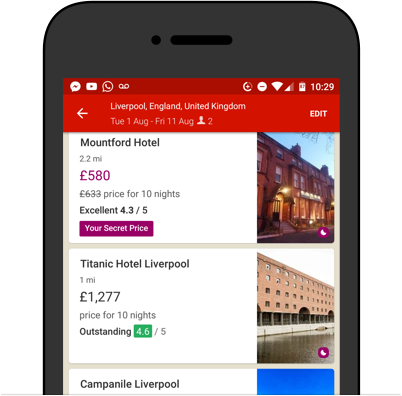 10:29
Liverpool, England, United Kingdom
Tue 1 Aug - Fri 11 Aug 2
EDIT
Mountford Hotel
2.2 mi
£580
£633 price for 10 nights
Excellent 4.3 / 5
Your Secret Price
Titanic Hotel Liverpool
1 mi
£1,277
price for 10 nights
Outstanding 4.6 / 5
Campanile Liverpool